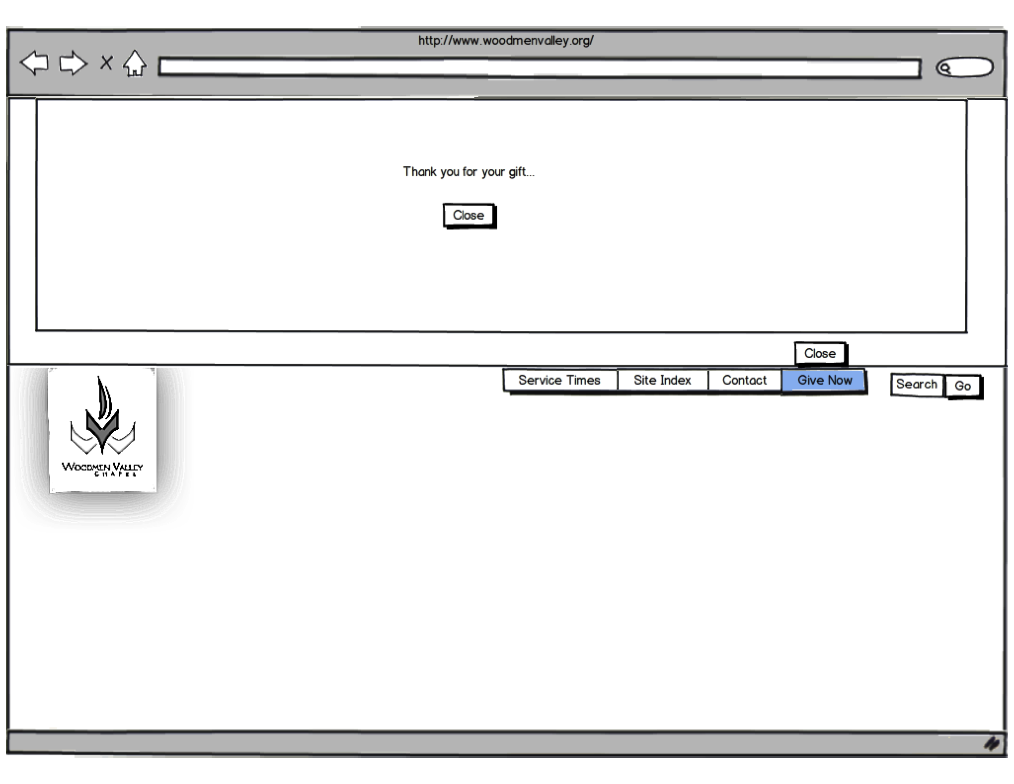 http://www.woodmenvalley.org/
Thank you for your gift...
Close
Close
Service Times Site Index Contact Give Now Search Go
WOODMEN VALLEY
CHAPEL